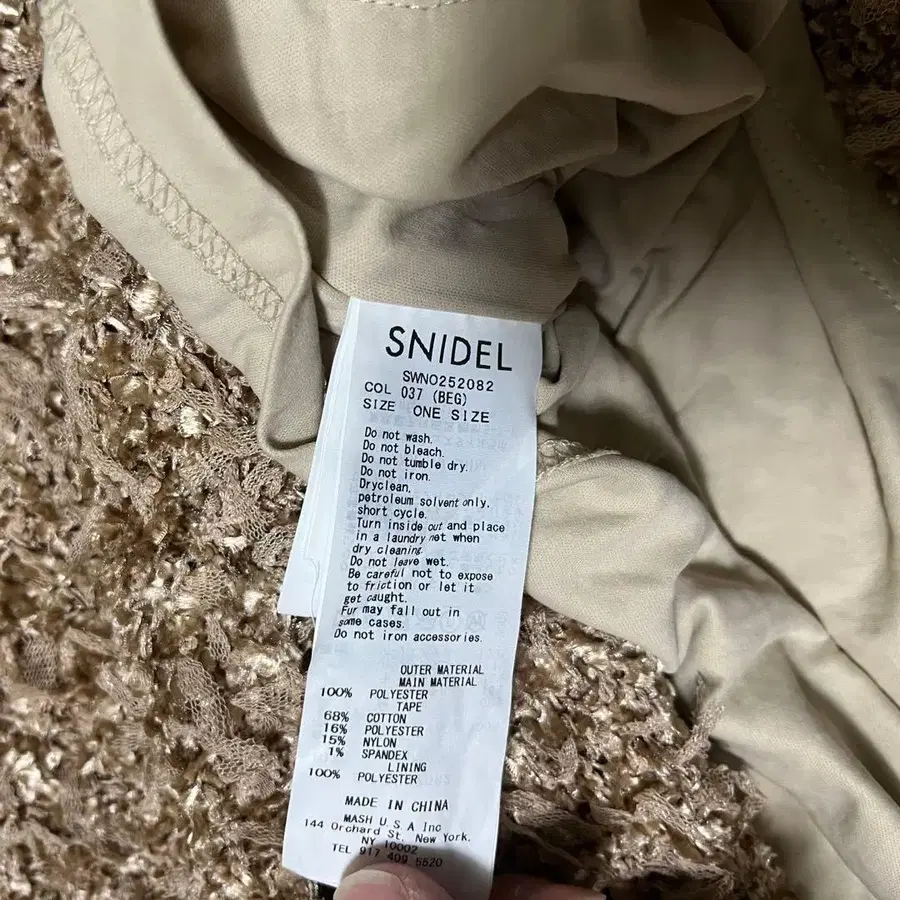 SNIDEL
SWNO252082
COL 037 (BEG)
SIZE ONE SIZE
Do not wash.
Do not bleach.
Do not tumble dry.
Do not iron.
Dryclean,
petroleum solvent only,
short cycle.
Turn inside out and place
in a laundry net when
dry cleaning.
Do not leave wet.
Be careful not to expose
to friction or let it
get caught.
Fur may fall out in
some cases.
Do not iron accessories.
OUTER MATERIAL
MAIN MATERIAL
100% POLYESTER
TAPE
68% COTTON
16% POLYESTER
15% NYLON
1% SPANDEX
LINING
100% POLYESTER
MADE IN CHINA
MASH U.S.A Inc
144 Orchard St, New York,
NY 10002
TEL 917 409 5520